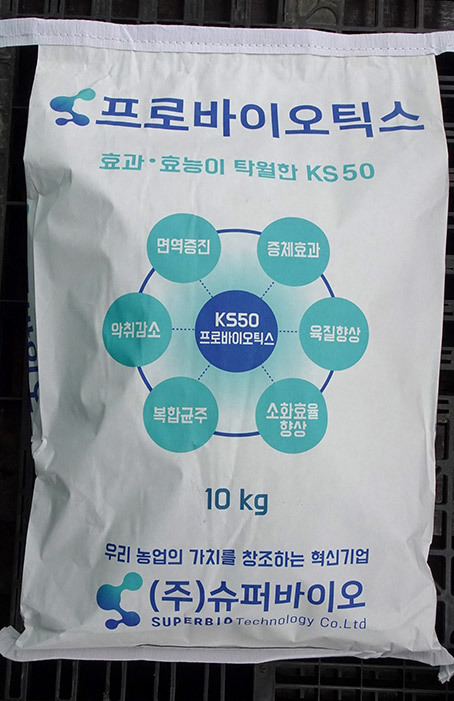 프로바이오틱스
효과·효능이 탁월한 KS50
면역증진
증체효과
악취감소
KS50
프로바이오틱스
육질향상
복합균주
소화효율
향상
10 kg
우리 농업의 가치를 창조하는 혁신기업
(주)슈퍼바이오
SUPERBIO Technology Co.Ltd